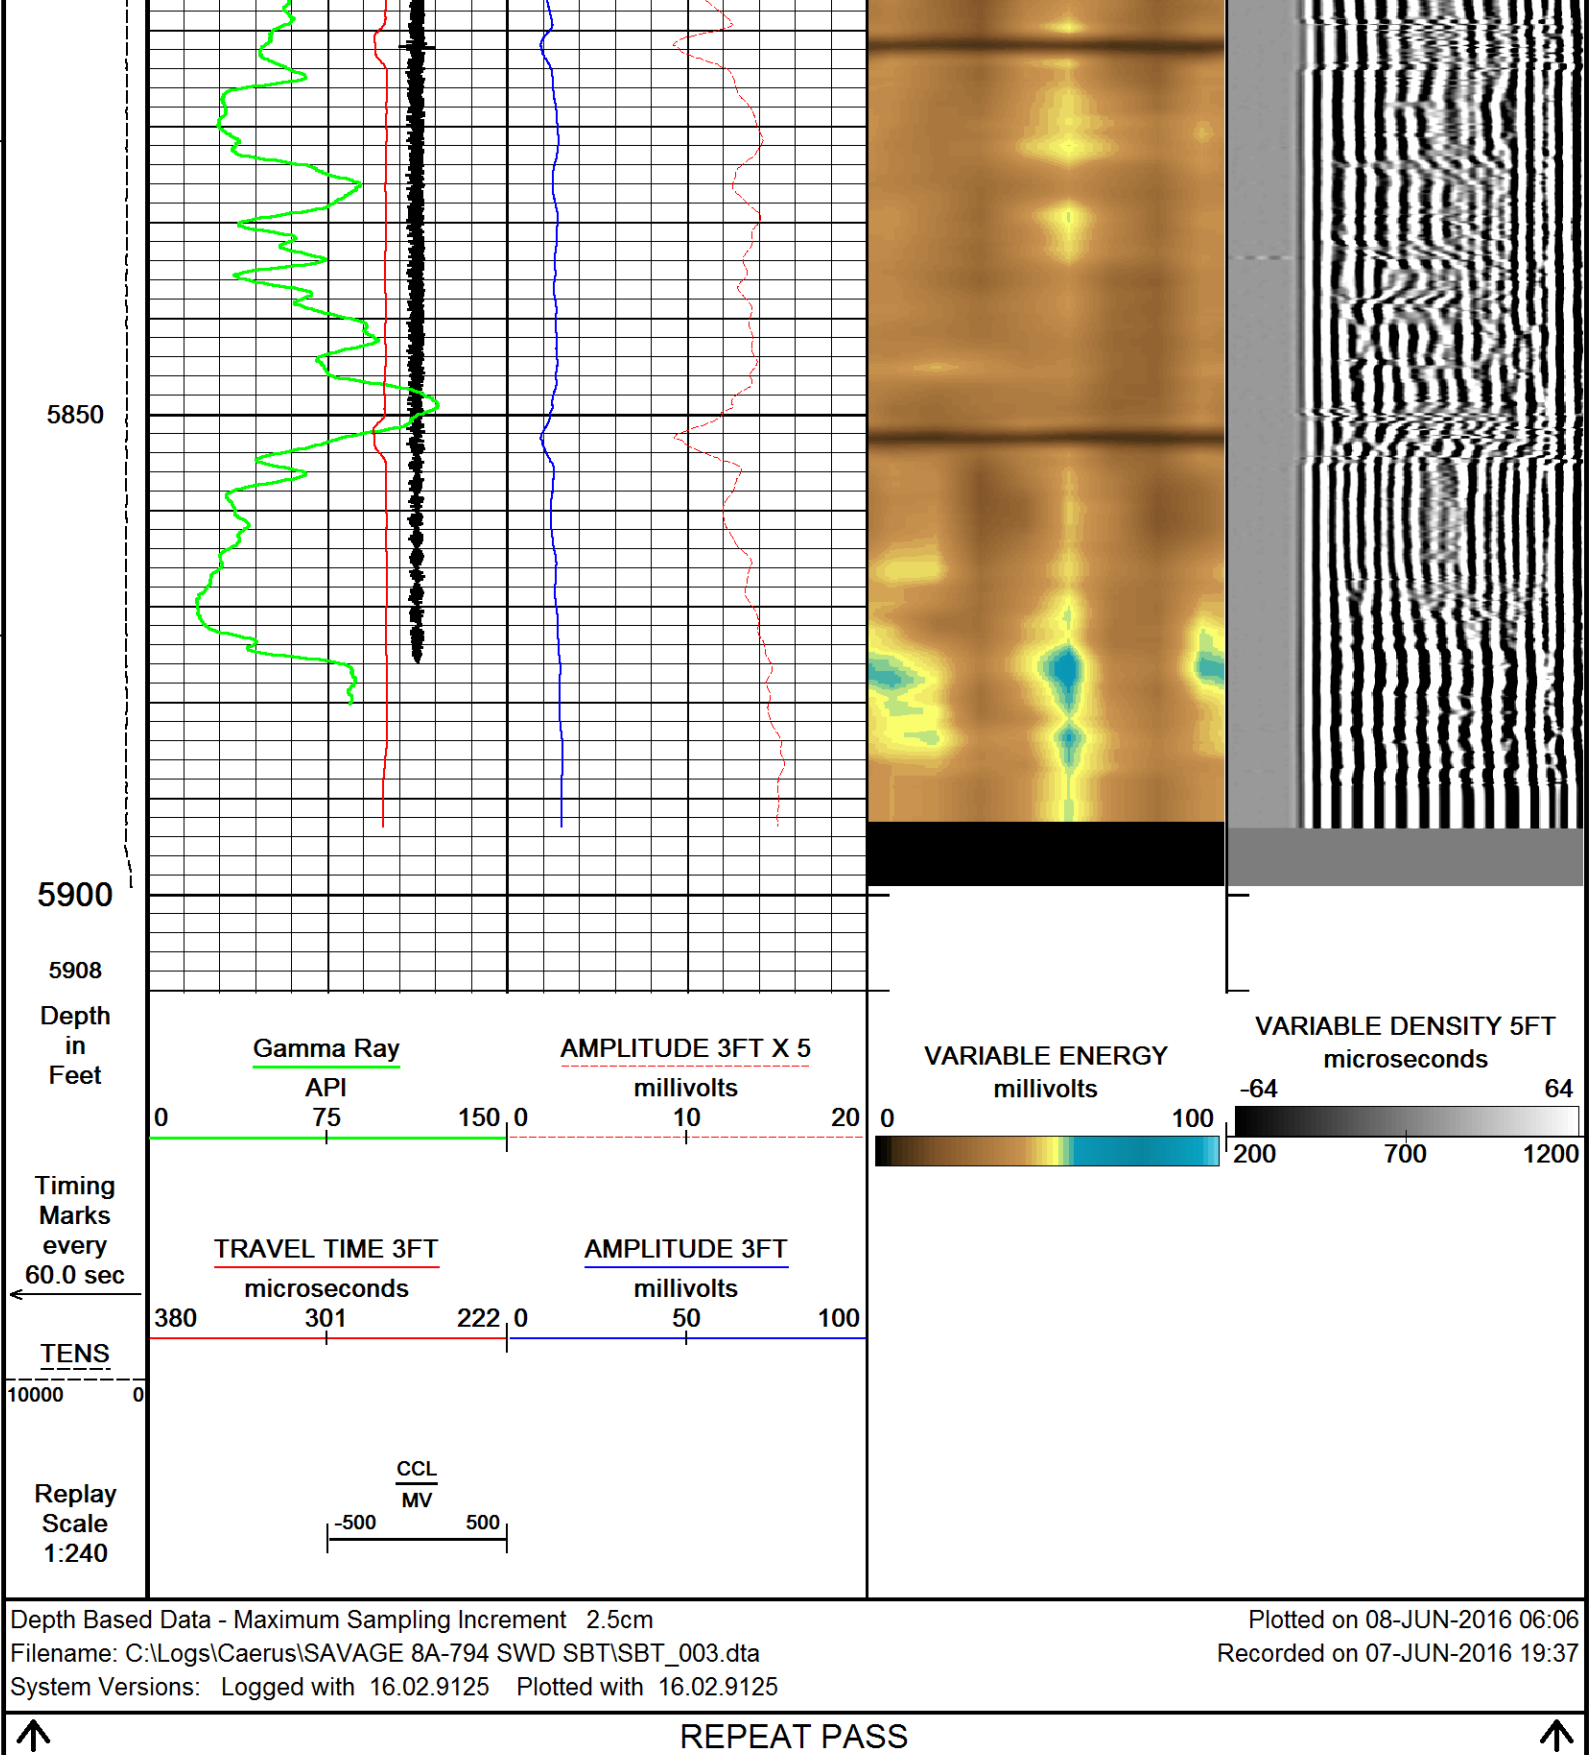 5850
5900
5908
Depth
in
Feet
Gamma Ray
API
0 75 150
AMPLITUDE 3FT X 5
millivolts
0 10 20
VARIABLE ENERGY
millivolts
0 100
VARIABLE DENSITY 5FT
microseconds
-64 64
200 700 1200
Timing
Marks
every
60.0 sec
TRAVEL TIME 3FT
microseconds
380 301 222
AMPLITUDE 3FT
millivolts
0 50 100
TENS
10000 0
CCL
MV
-500 500
Replay
Scale
1:240
Depth Based Data - Maximum Sampling Increment 2.5cm
Plotted on 08-JUN-2016 06:06
Filename: C:\Logs\Caerus\SAVAGE 8A-794 SWD SBT\SBT_003.dta
Recorded on 07-JUN-2016 19:37
System Versions: Logged with 16.02.9125 Plotted with 16.02.9125
REPEAT PASS